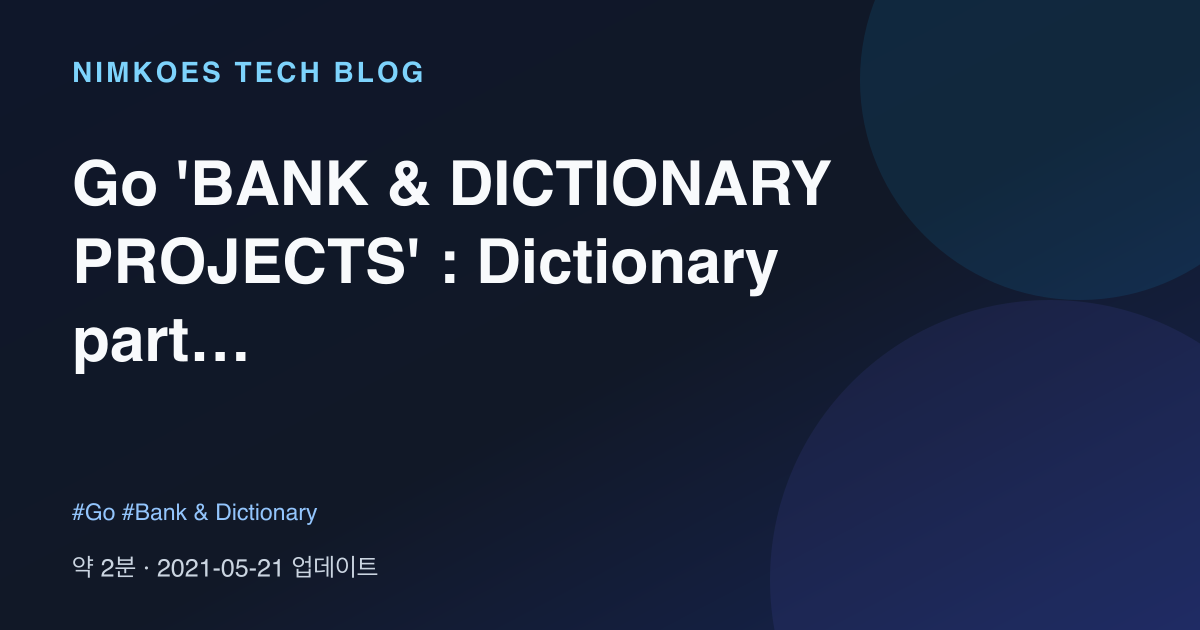 NIMKOES TECH BLOG
Go 'BANK & DICTIONARY
PROJECTS' : Dictionary
part…
#Go #Bank & Dictionary
약 2분 · 2021-05-21 업데이트